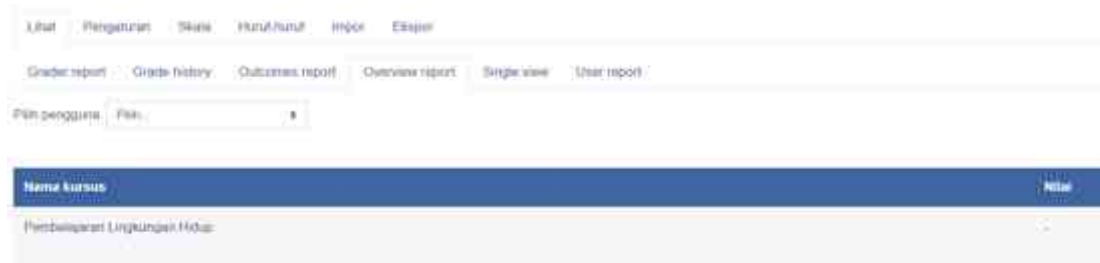 Lihat Pengaturan Skala Huruf-huruf Impor Ekspor
Grader report Grade history Outcomes report Overview report Single view User report
Pilih pengguna Pilih...
Nama kursus Nilai
Pembelajaran Lingkungan Hidup -